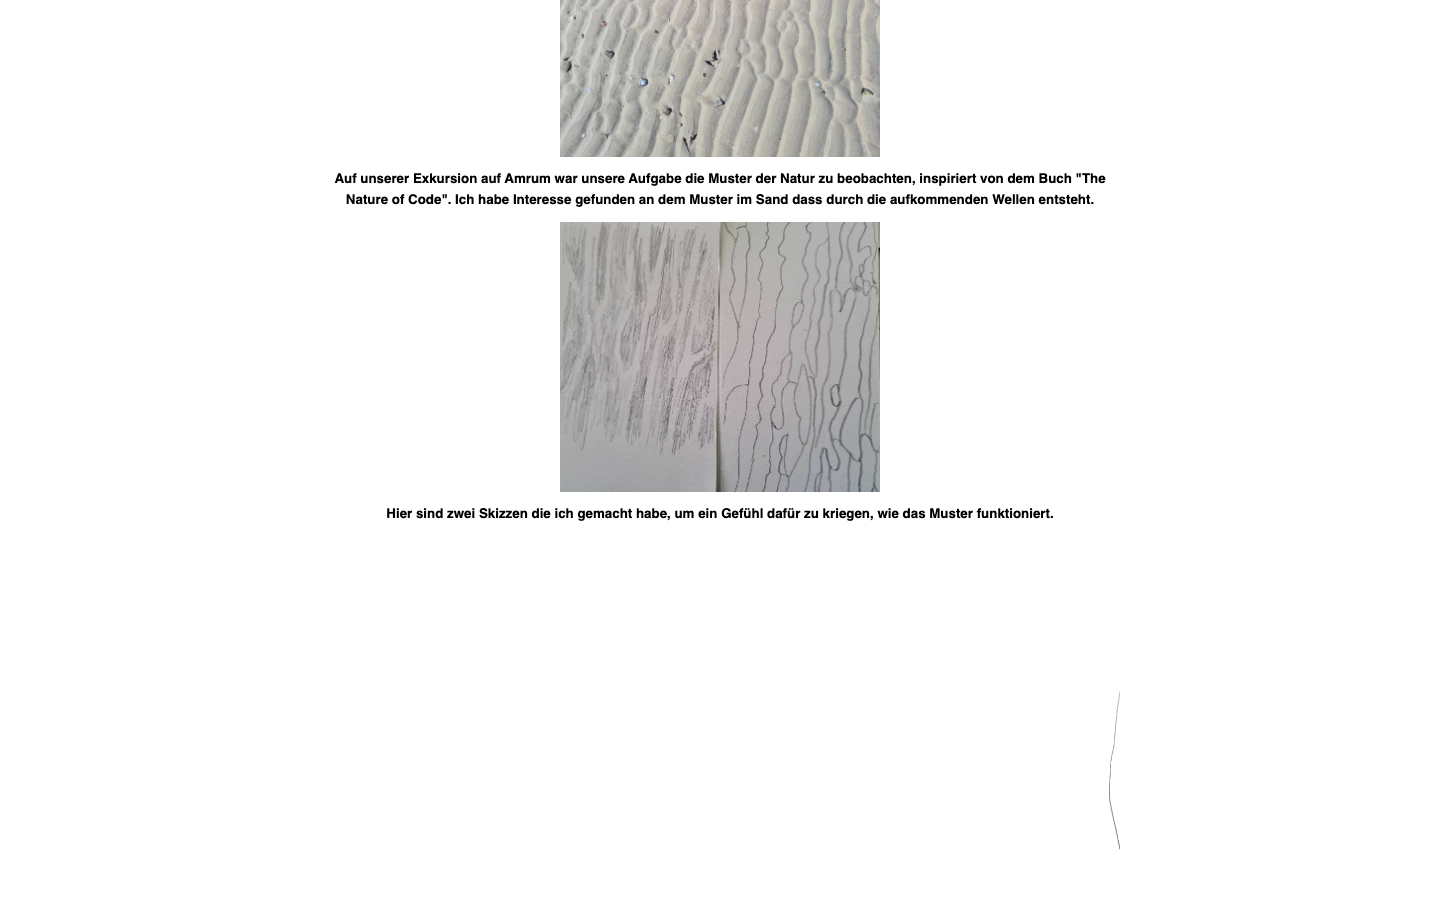 Auf unserer Exkursion auf Amrum war unsere Aufgabe die Muster der Natur zu beobachten, inspiriert von dem Buch "The
Nature of Code". Ich habe Interesse gefunden an dem Muster im Sand dass durch die aufkommenden Wellen entsteht.
Hier sind zwei Skizzen die ich gemacht habe, um ein Gefühl dafür zu kriegen, wie das Muster funktioniert.